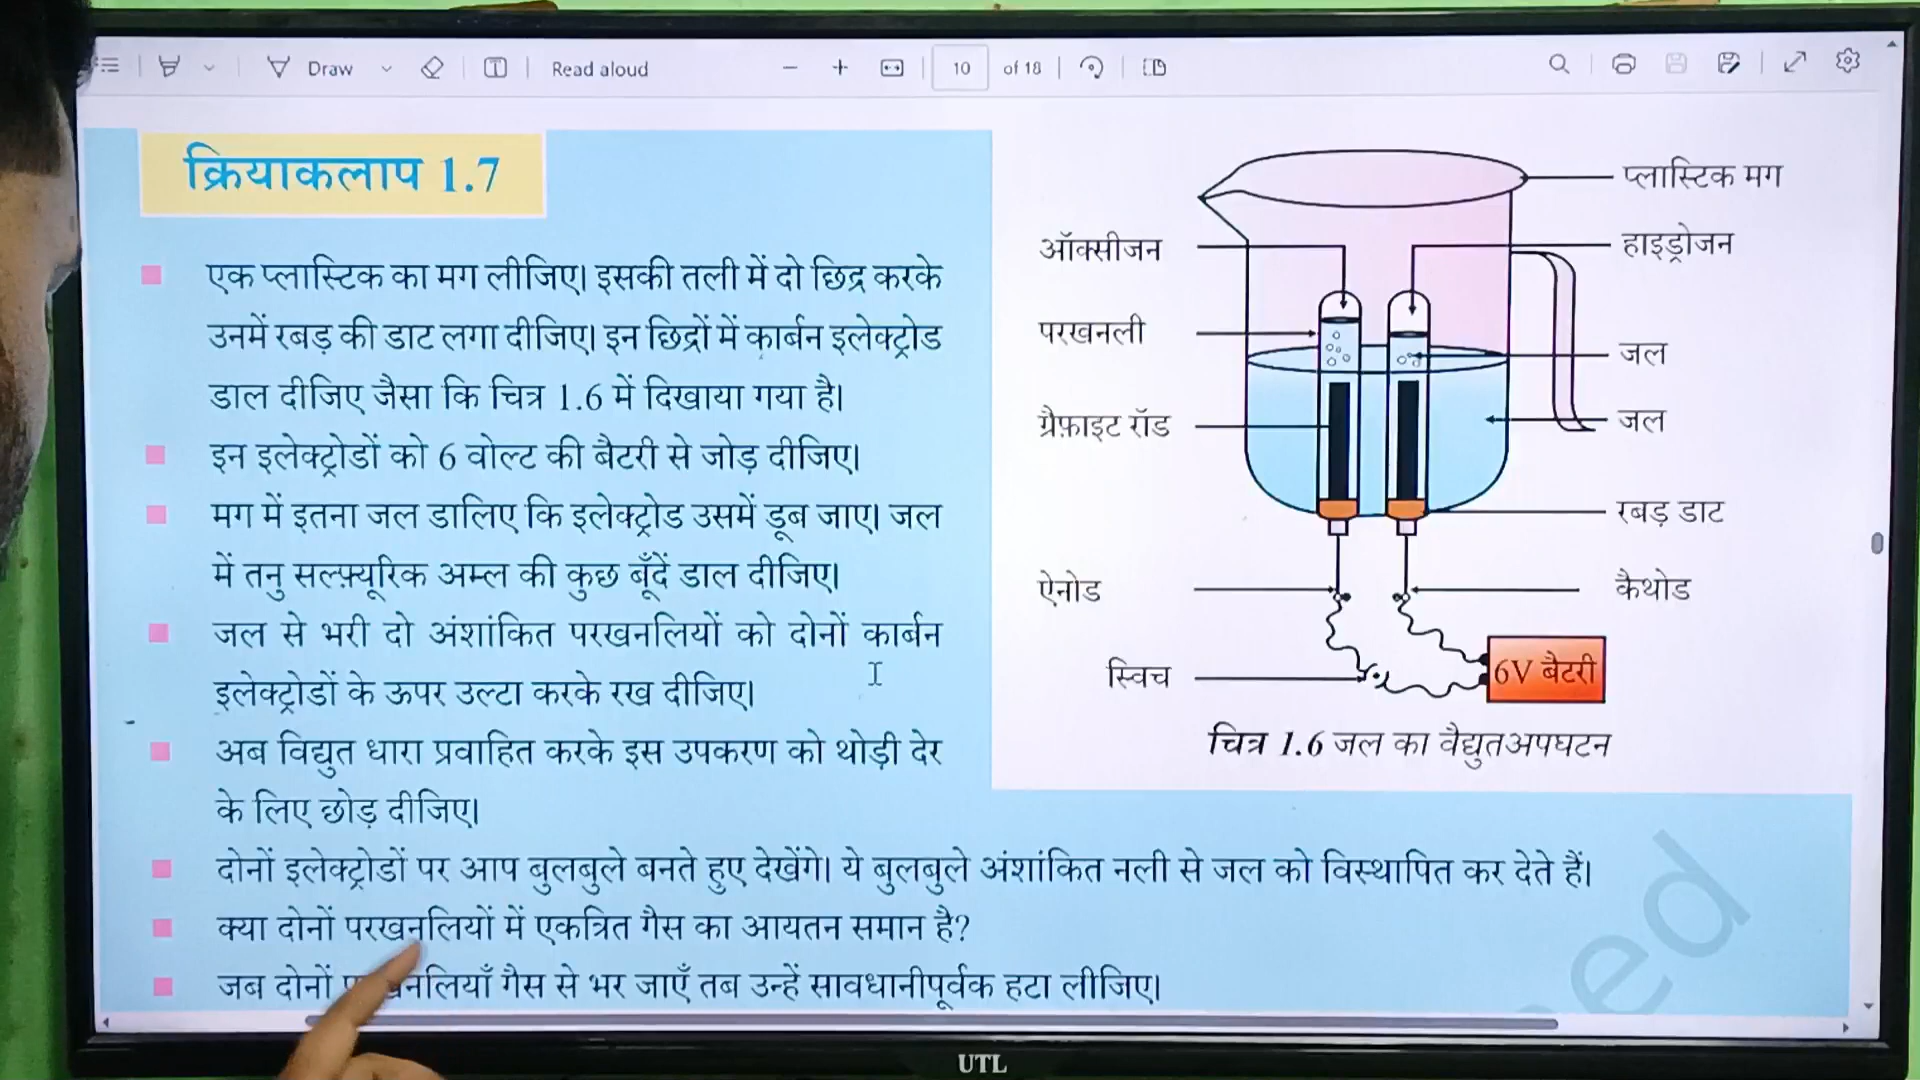 Draw
Read aloud
10 of 18
क्रियाकलाप 1.7
एक प्लास्टिक का मग लीजिए। इसकी तली में दो छिद्र करके
उनमें रबड़ की डाट लगा दीजिए। इन छिद्रों में कार्बन इलेक्ट्रोड
डाल दीजिए जैसा कि चित्र 1.6 में दिखाया गया है।
इन इलेक्ट्रोडों को 6 वोल्ट की बैटरी से जोड़ दीजिए।
मग में इतना जल डालिए कि इलेक्ट्रोड उसमें डूब जाए। जल
में तनु सल्फ़्यूरिक अम्ल की कुछ बूँदें डाल दीजिए।
जल से भरी दो अंशांकित परखनलियों को दोनों कार्बन
इलेक्ट्रोडों के ऊपर उल्टा करके रख दीजिए।
अब विद्युत धारा प्रवाहित करके इस उपकरण को थोड़ी देर
के लिए छोड़ दीजिए।
दोनों इलेक्ट्रोडों पर आप बुलबुले बनते हुए देखेंगे। ये बुलबुले अंशांकित नली से जल को विस्थापित कर देते हैं।
क्या दोनों परखनलियों में एकत्रित गैस का आयतन समान है?
जब दोनों नलियाँ गैस से भर जाएँ तब उन्हें सावधानीपूर्वक हटा लीजिए।
प्लास्टिक मग
ऑक्सीजन
हाइड्रोजन
परखनली
जल
ग्रैफ़ाइट रॉड
जल
रबड़ डाट
ऐनोड
कैथोड
स्विच
6V बैटरी
चित्र 1.6 जल का वैद्युतअपघटन
ed
UTL